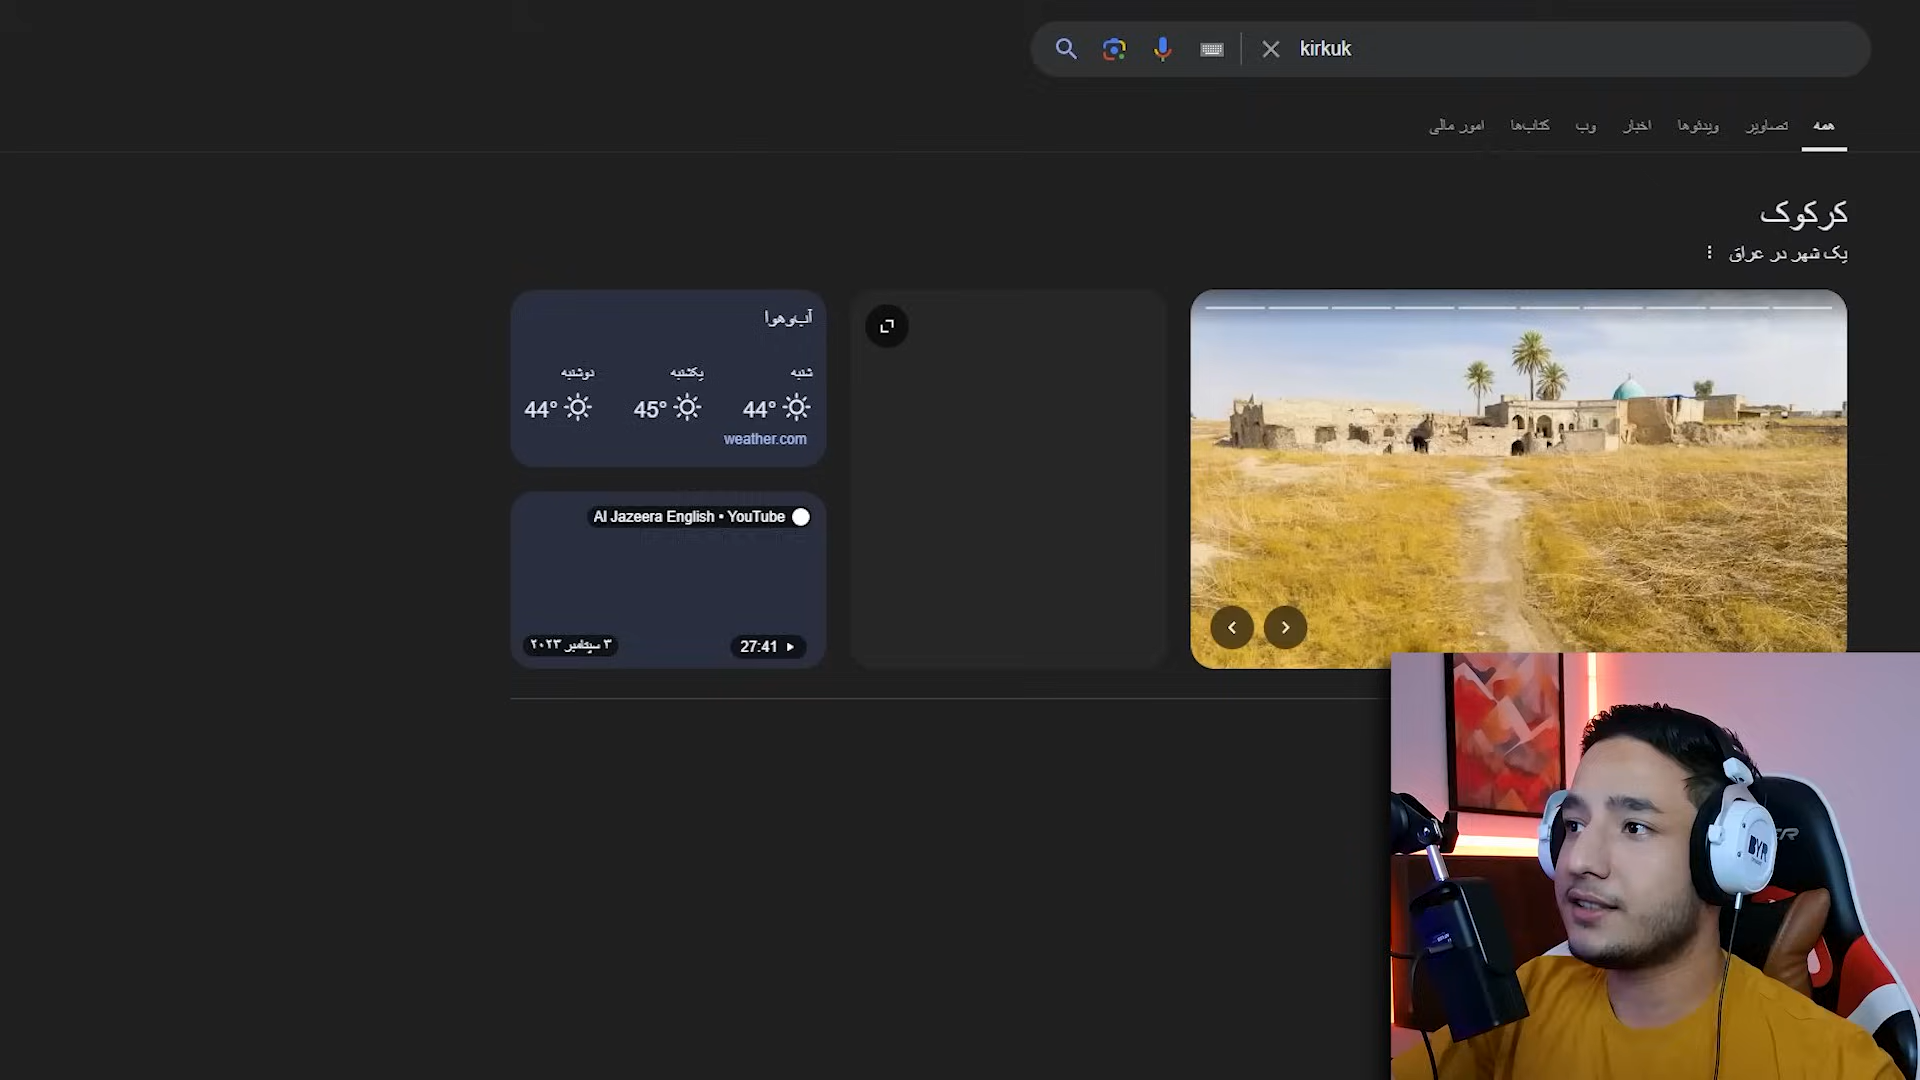 kirkuk
همه تصاویر ویدئوها اخبار وب کتاب‌ها امور مالی
کرکوک
یک شهر در عراق
آب‌وهوا
شنبه یکشنبه دوشنبه
44° 45° 44°
weather.com
Al Jazeera English • YouTube
27:41
۳ سپتامبر ۲۰۲۳
BYR